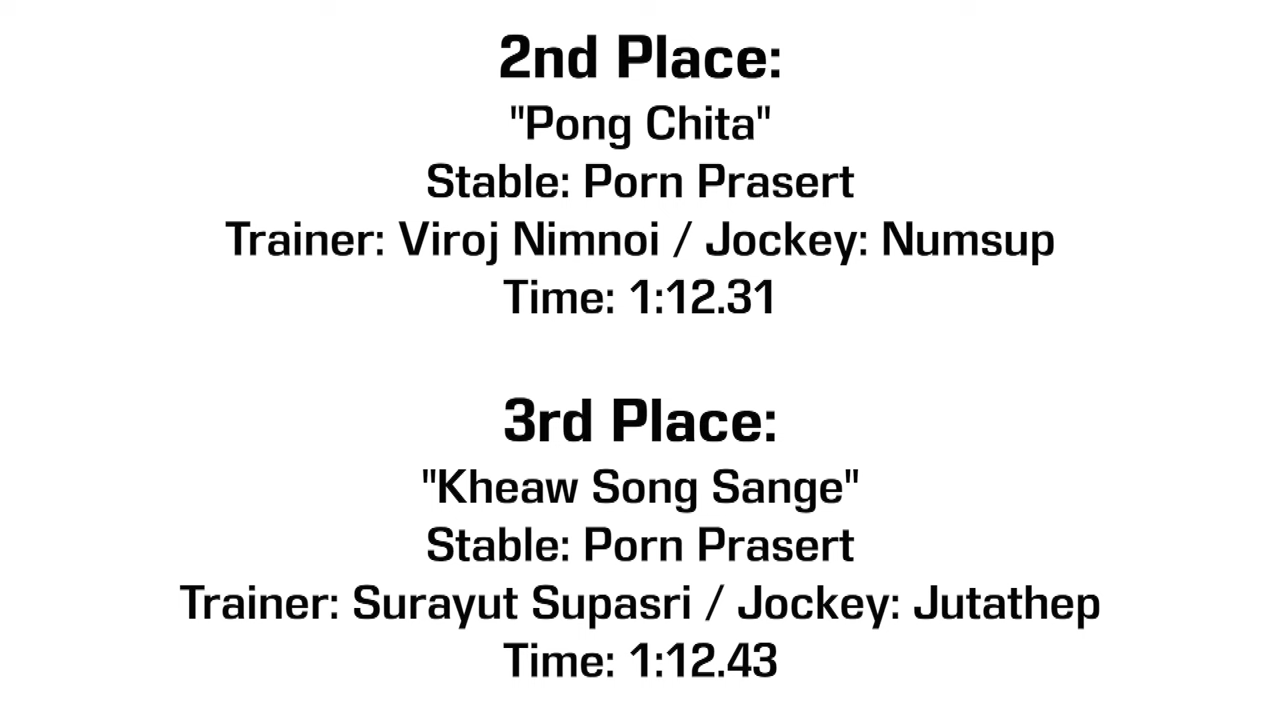 2nd Place:
"Pong Chita"
Stable: Porn Prasert
Trainer: Viroj Nimnoi / Jockey: Numsup
Time: 1:12.31
3rd Place:
"Kheaw Song Sange"
Stable: Porn Prasert
Trainer: Surayut Supasri / Jockey: Jutathep
Time: 1:12.43